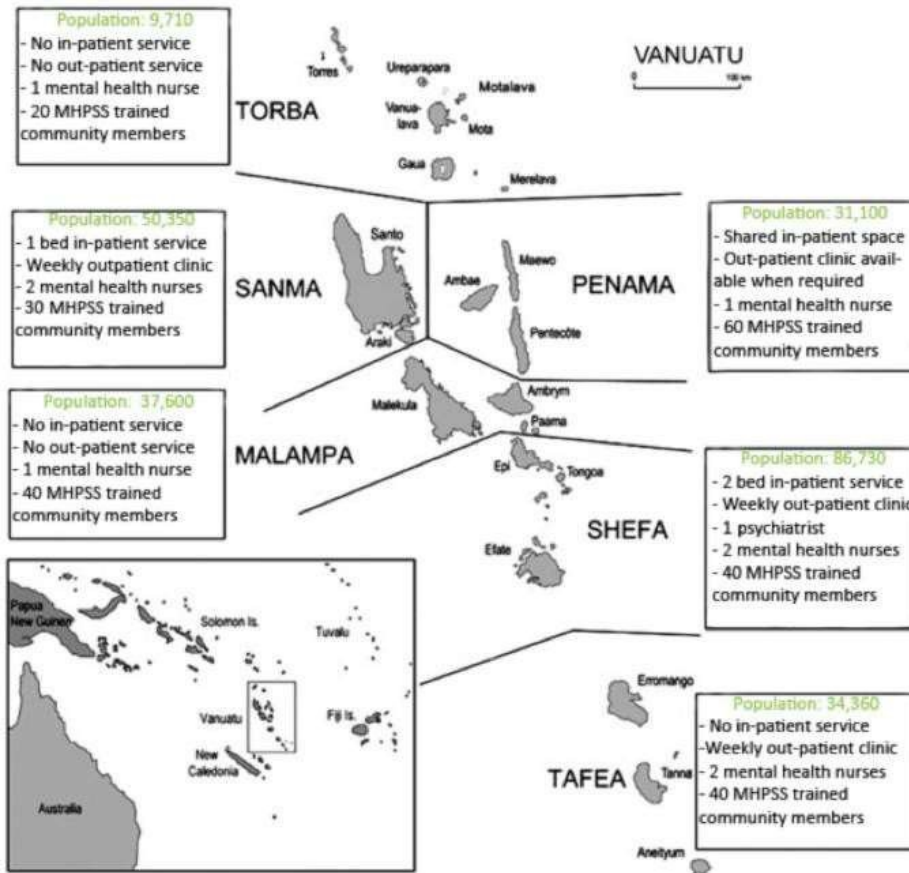 Population: 9,710
- No in-patient service
- No out-patient service
- 1 mental health nurse
- 20 MHPSS trained
community members
TORBA
Torres
Ureparapara
Motalava
Vanua-
lava
Mota
Gaua
Merelava
VANUATU
0 100 km
Population: 50,350
- 1 bed in-patient service
- Weekly outpatient clinic
- 2 mental health nurses
- 30 MHPSS trained
community members
SANMA
Santo
Araki
Ambae
Maewo
Pentecôte
PENAMA
Population: 31,100
- Shared in-patient space
- Out-patient clinic avail-
able when required
- 1 mental health nurse
- 60 MHPSS trained
community members
Population: 37,600
- No in-patient service
- No out-patient service
- 1 mental health nurse
- 40 MHPSS trained
community members
MALAMPA
Malekula
Ambrym
Paama
Epi
Tongoa
Efate
SHEFA
Population: 86,730
- 2 bed in-patient service
- Weekly out-patient clinic
- 1 psychiatrist
- 2 mental health nurses
- 40 MHPSS trained
community members
Papua
New Guinea
Solomon Is.
Tuvalu
Vanuatu
Fiji Is.
New
Caledonia
Australia
Erromango
Tanna
Aneityum
TAFEA
Population: 34,360
- No in-patient service
-Weekly out-patient clinic
- 2 mental health nurses
- 40 MHPSS trained
community members